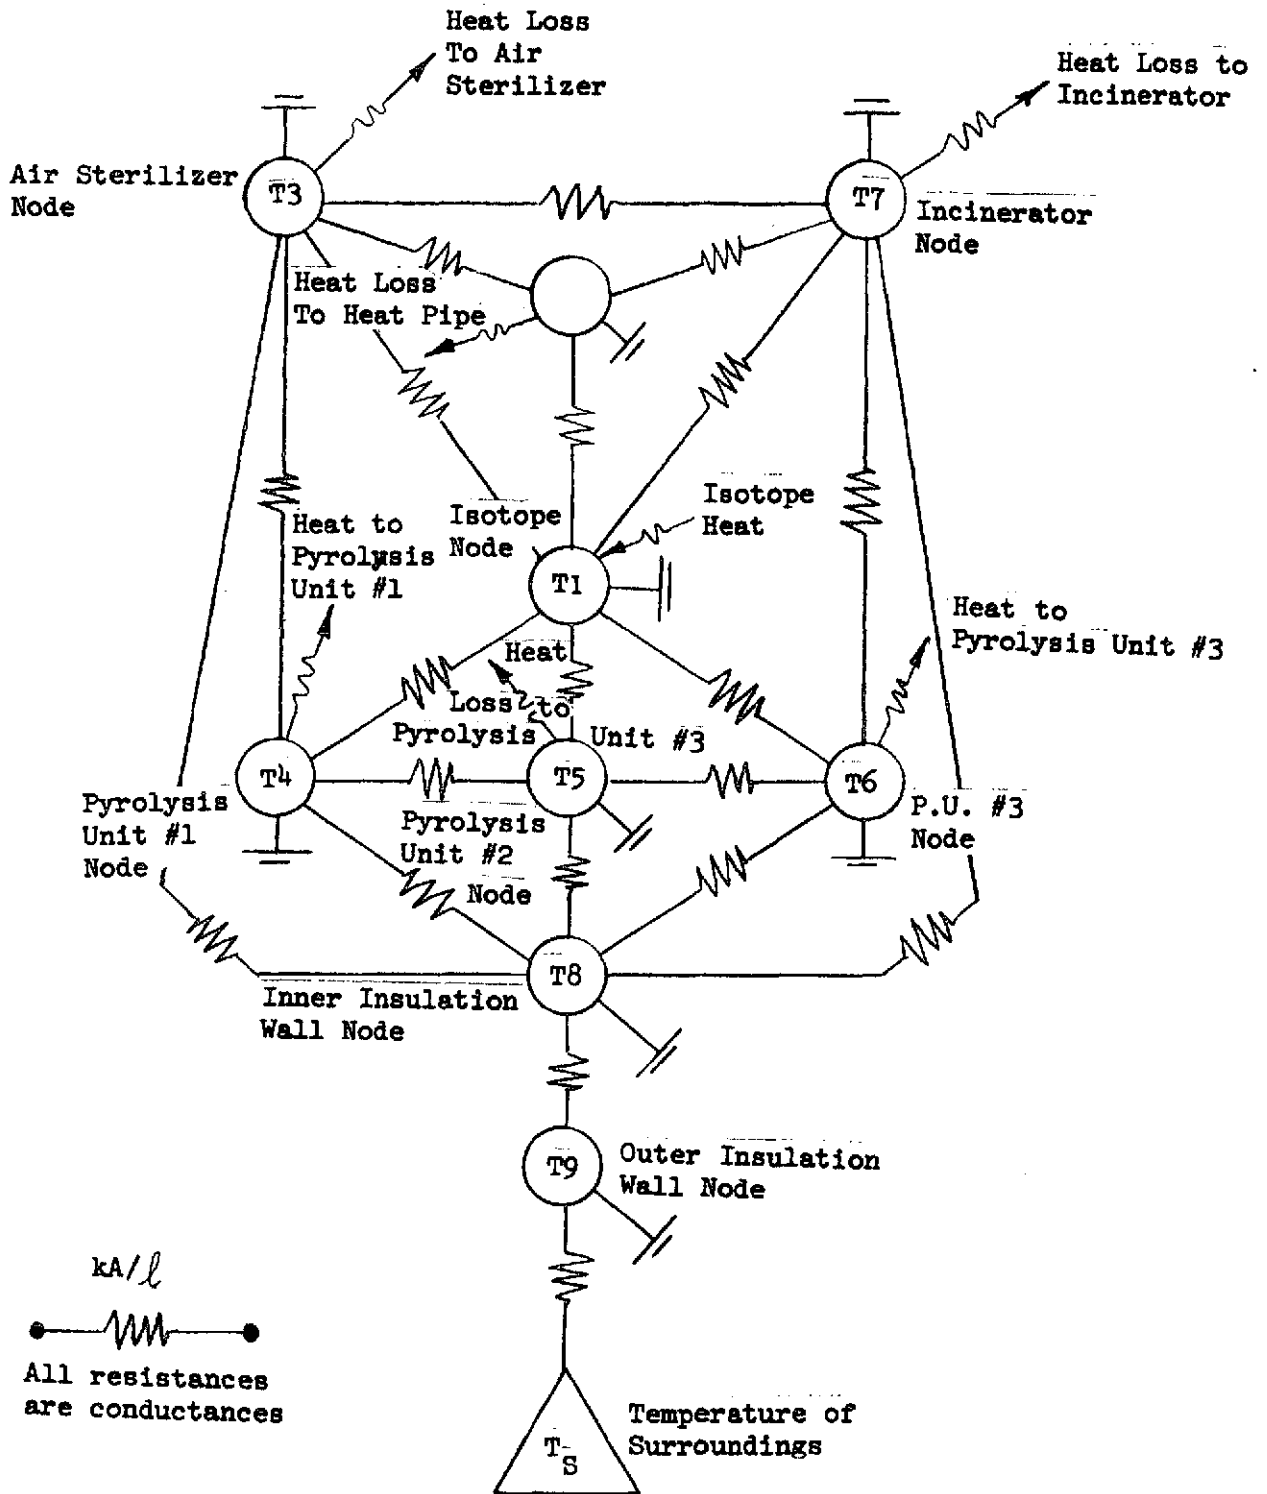 Heat Loss
To Air
Sterilizer
Heat Loss to
Incinerator
Air Sterilizer
Node
T3
T7
Incinerator
Node
Heat Loss
To Heat Pipe
Isotope
Node
Isotope
Heat
Heat to
Pyrolysis
Unit #1
T1
Heat to
Pyrolysis Unit #3
Heat
Loss to
Pyrolysis Unit #3
T4
T5
T6
Pyrolysis
Unit #1
Node
Pyrolysis
Unit #2
Node
P.U. #3
Node
T8
Inner Insulation
Wall Node
T9
Outer Insulation
Wall Node
kA/ℓ
All resistances
are conductances
TS
Temperature of
Surroundings